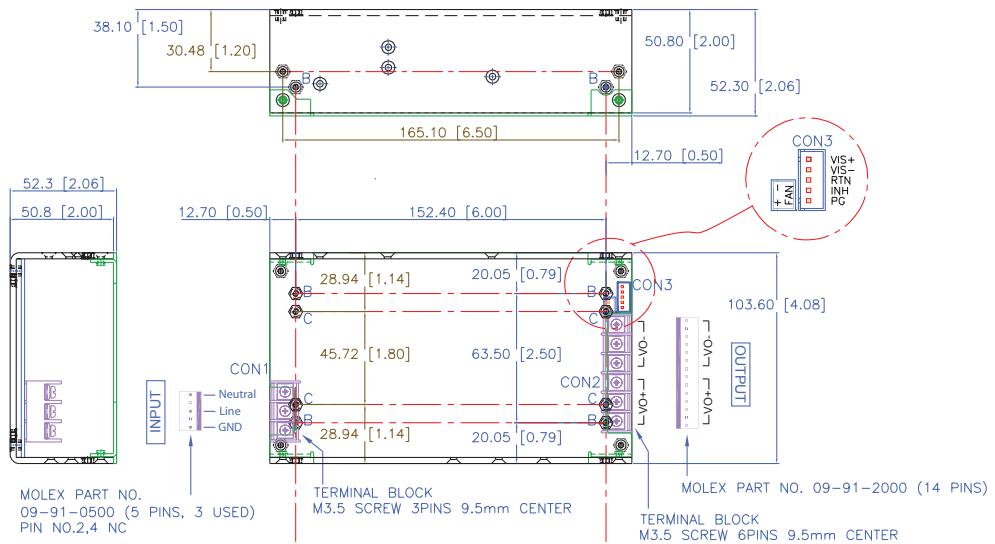 38.10 [1.50]
30.48 [1.20]
B
B
50.80 [2.00]
52.30 [2.06]
165.10 [6.50]
12.70 [0.50]
CON3
VIS+
VIS-
RTN
INH
PG
+ -
FAN
52.3 [2.06]
50.8 [2.00]
12.70 [0.50]
152.40 [6.00]
28.94 [1.14]
20.05 [0.79]
B
B
C
C
CON3
103.60 [4.08]
45.72 [1.80]
63.50 [2.50]
CON1
CON2
VO-
VO+
VO-
VO+
OUTPUT
INPUT
Neutral
Line
GND
C
C
B
B
28.94 [1.14]
20.05 [0.79]
MOLEX PART NO.
09-91-0500 (5 PINS, 3 USED)
PIN NO.2,4 NC
TERMINAL BLOCK
M3.5 SCREW 3PINS 9.5mm CENTER
MOLEX PART NO. 09-91-2000 (14 PINS)
TERMINAL BLOCK
M3.5 SCREW 6PINS 9.5mm CENTER